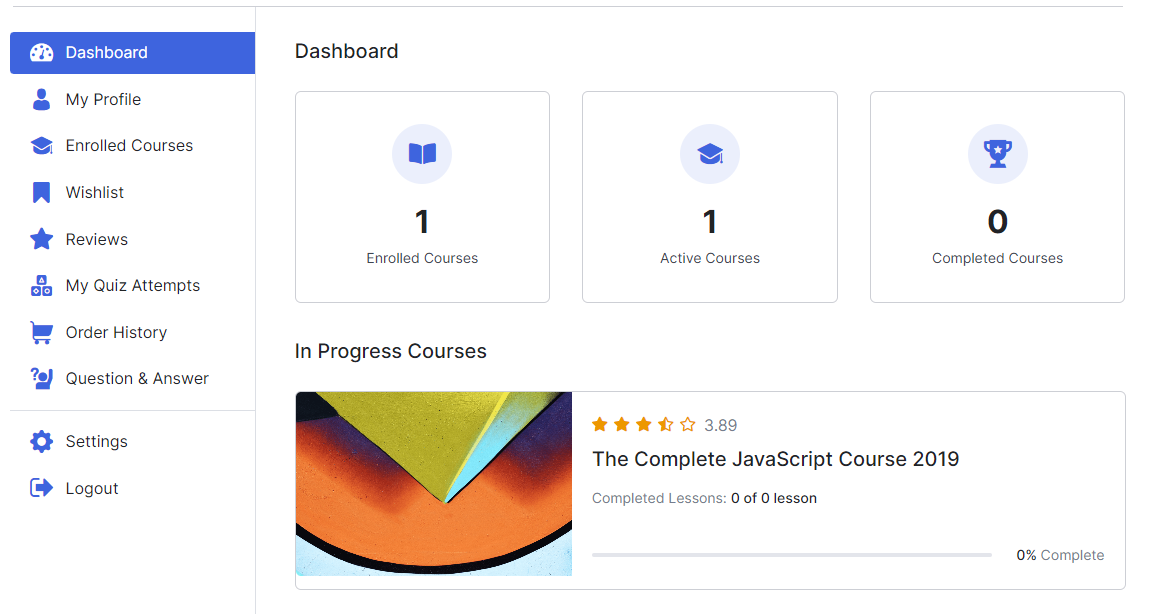 Dashboard
My Profile
Enrolled Courses
Wishlist
Reviews
My Quiz Attempts
Order History
Question & Answer
Settings
Logout
Dashboard
1
Enrolled Courses
1
Active Courses
0
Completed Courses
In Progress Courses
3.89
The Complete JavaScript Course 2019
Completed Lessons: 0 of 0 lesson
0% Complete